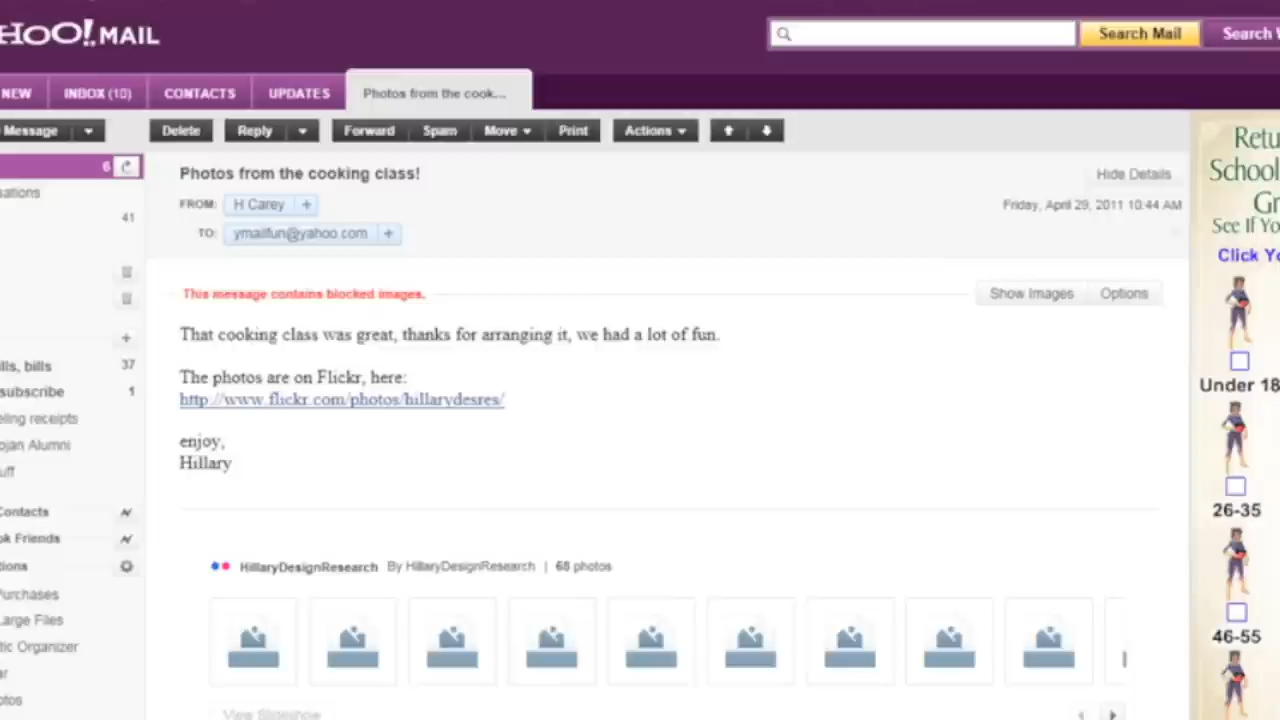 HOO! MAIL
Search Mail
Search
NEW
INBOX (10)
CONTACTS
UPDATES
Photos from the cook...
Message
Delete
Reply
Forward
Spam
Move
Print
Actions
6
41
ills, bills 37
subscribe 1
eling receipts
ojan Alumni
uff
Contacts
ok Friends
ions
Purchases
Large Files
tic Organizer
ar
otos
Photos from the cooking class!
Hide Details
FROM: H Carey +
Friday, April 29, 2011 10:44 AM
TO: ymailfun@yahoo.com +
This message contains blocked images.
Show Images
Options
That cooking class was great, thanks for arranging it, we had a lot of fun.
The photos are on Flickr, here:
http://www.flickr.com/photos/hillarydesres/
enjoy,
Hillary
HillaryDesignResearch By HillaryDesignResearch | 68 photos
View Slideshow
Retu
School
Gr
See If Yo
Click Yo
Under 18
26-35
46-55